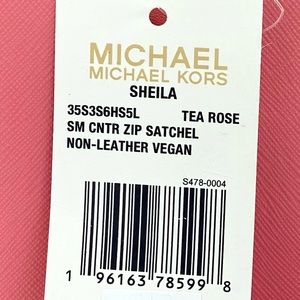 MICHAEL
MICHAEL KORS
SHEILA
35S3S6HS5L TEA ROSE
SM CNTR ZIP SATCHEL
NON-LEATHER VEGAN
S478-0004
1 96163 78599 8